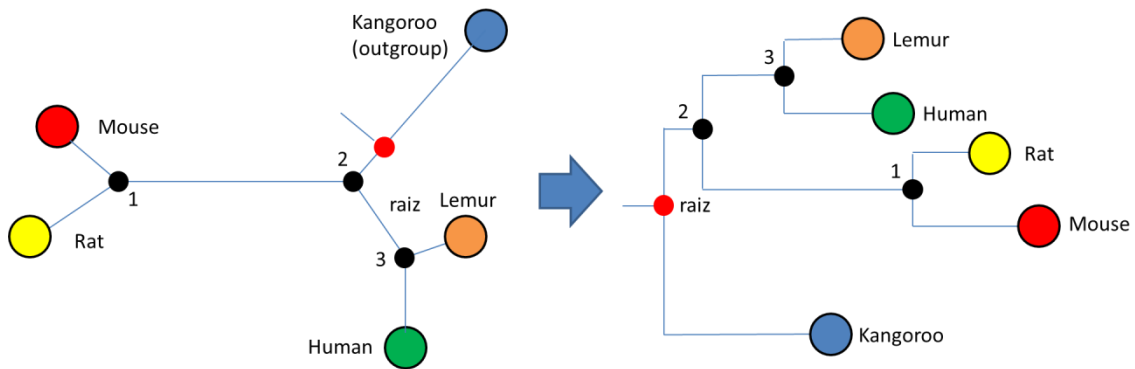 Kangoroo
(outgroup)
Mouse
1
Rat
2
raiz
Lemur
3
Human
Lemur
3
Human
2
Rat
1
raiz
Mouse
Kangoroo